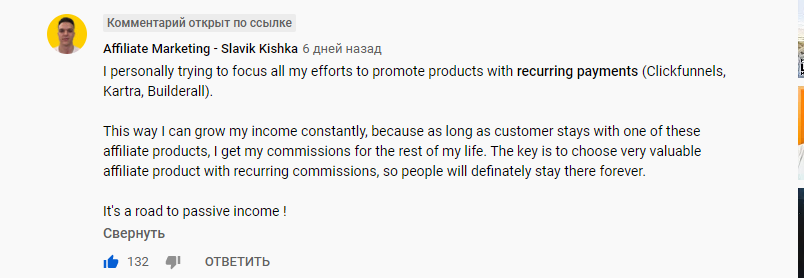 Комментарий открыт по ссылке
Affiliate Marketing - Slavik Kishka 6 дней назад
I personally trying to focus all my efforts to promote products with recurring payments (Clickfunnels,
Kartra, Builderall).
This way I can grow my income constantly, because as long as customer stays with one of these
affiliate products, I get my commissions for the rest of my life. The key is to choose very valuable
affiliate product with recurring commissions, so people will definately stay there forever.
It's a road to passive income !
Свернуть
132 ОТВЕТИТЬ